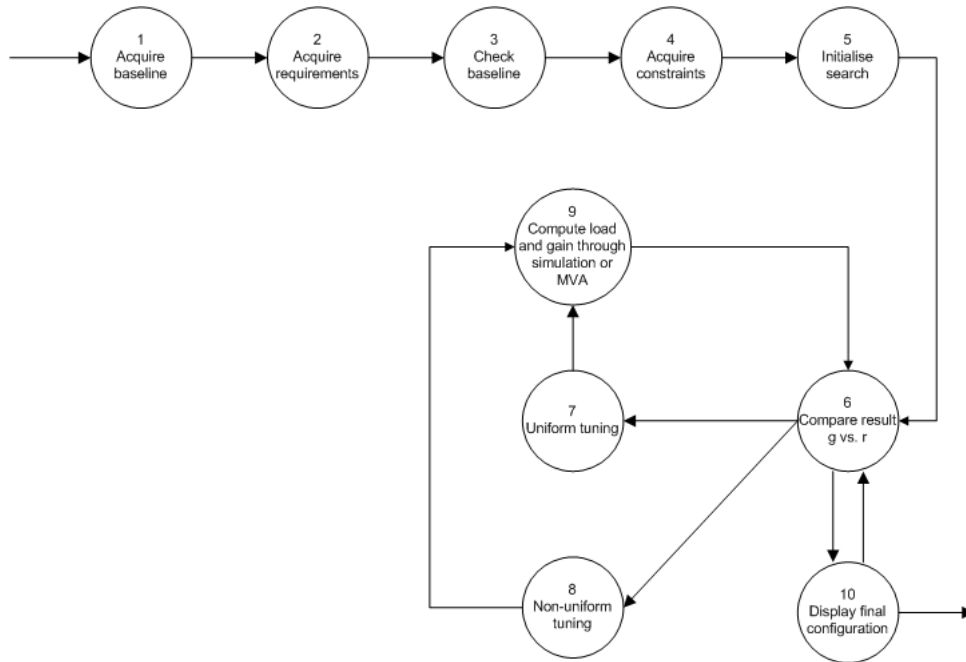 1
Acquire
baseline
2
Acquire
requirements
3
Check
baseline
4
Acquire
constraints
5
Initialise
search
9
Compute load
and gain through
simulation or
MVA
7
Uniform tuning
6
Compare result
g vs. r
8
Non-uniform
tuning
10
Display final
configuration